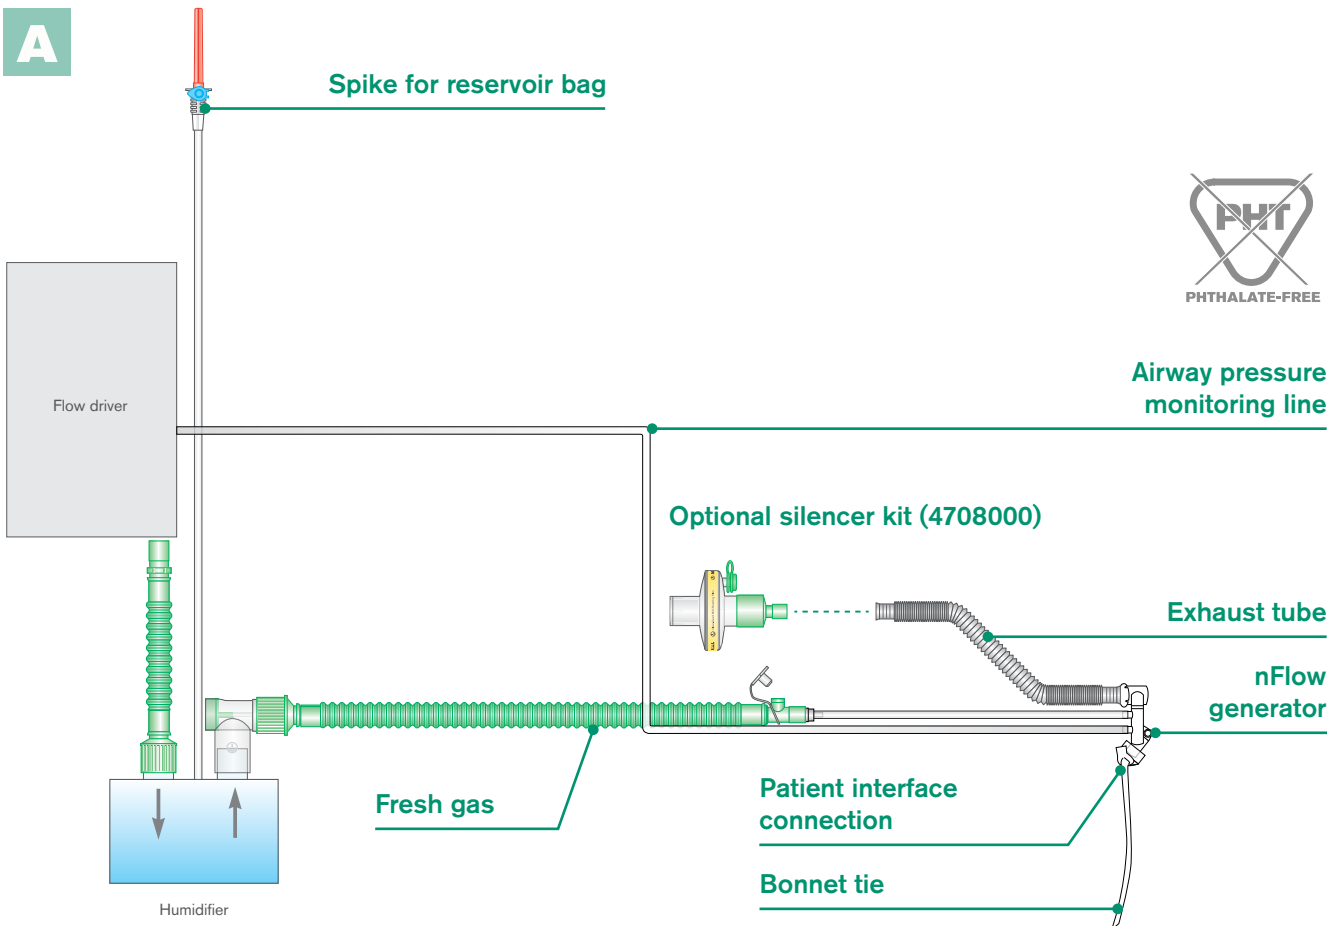 A
Spike for reservoir bag
PHT
PHTHALATE-FREE
Airway pressure
monitoring line
Flow driver
Optional silencer kit (4708000)
Exhaust tube
nFlow
generator
Fresh gas
Patient interface
connection
Bonnet tie
Humidifier